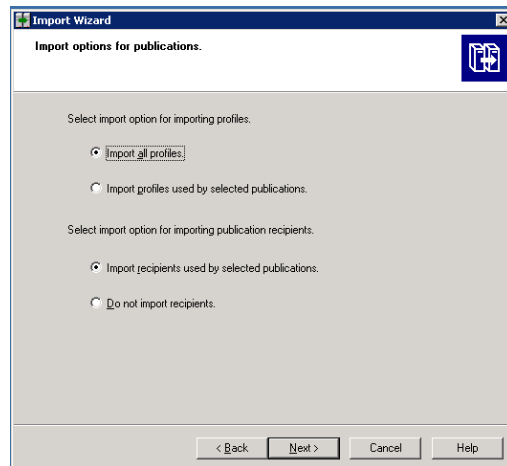 Import Wizard
Import options for publications.
Select import option for importing profiles.
Import all profiles.
Import profiles used by selected publications.
Select import option for importing publication recipients.
Import recipients used by selected publications.
Do not import recipients.
< Back Next > Cancel Help